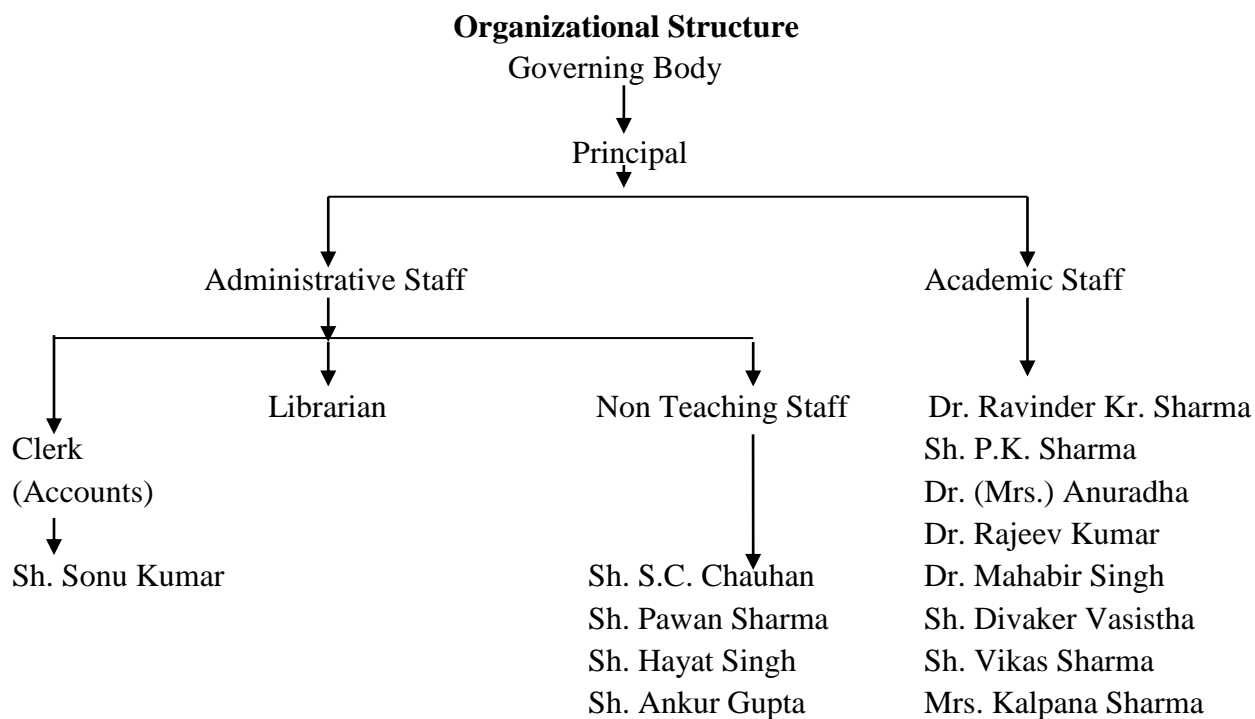 Organizational Structure
Governing Body
Principal
Administrative Staff
Academic Staff
Clerk
(Accounts)
Sh. Sonu Kumar
Librarian
Non Teaching Staff
Sh. S.C. Chauhan
Sh. Pawan Sharma
Sh. Hayat Singh
Sh. Ankur Gupta
Dr. Ravinder Kr. Sharma
Sh. P.K. Sharma
Dr. (Mrs.) Anuradha
Dr. Rajeev Kumar
Dr. Mahabir Singh
Sh. Divaker Vasistha
Sh. Vikas Sharma
Mrs. Kalpana Sharma